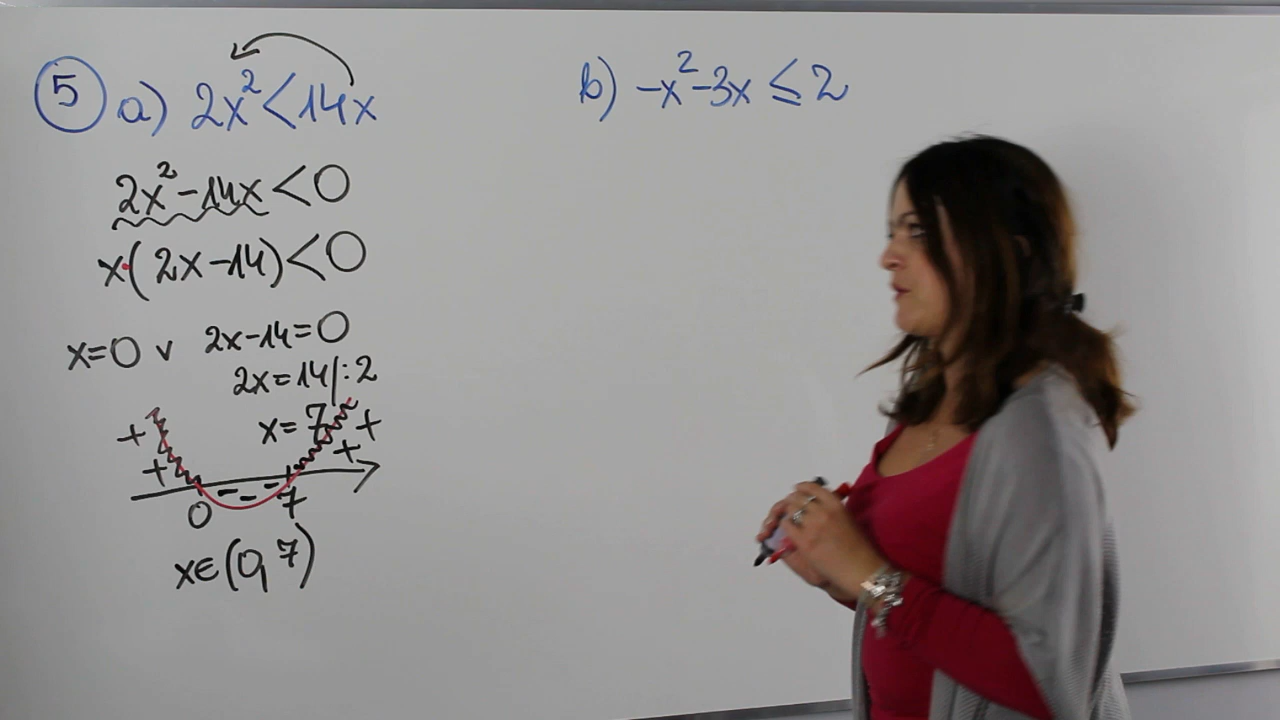 5 a) 2x² < 14x
2x² - 14x < 0
x·(2x - 14) < 0
x = 0 v 2x - 14 = 0
2x = 14 |: 2
x = 7
+ +
+ +
- - -
0 7
x ∈ (0, 7)
b) -x² - 3x ≤ 2